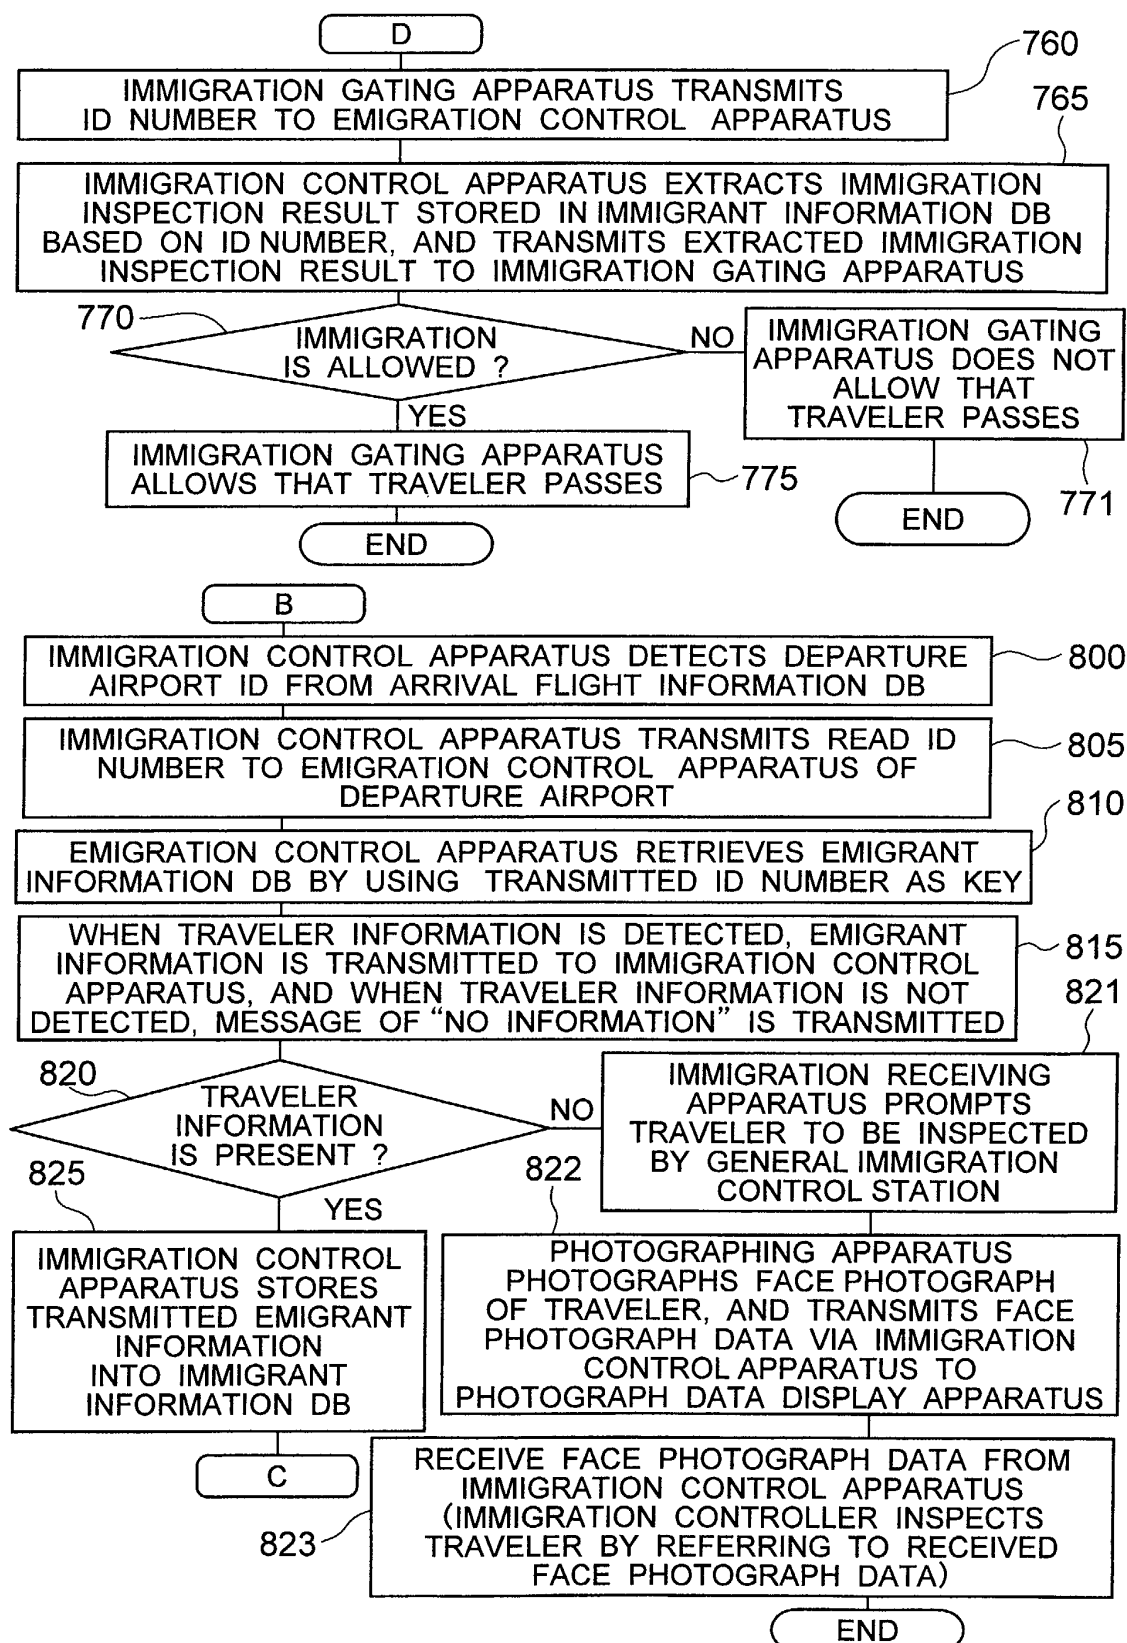 D
760
IMMIGRATION GATING APPARATUS TRANSMITS
ID NUMBER TO EMIGRATION CONTROL APPARATUS
765
IMMIGRATION CONTROL APPARATUS EXTRACTS IMMIGRATION
INSPECTION RESULT STORED IN IMMIGRANT INFORMATION DB
BASED ON ID NUMBER, AND TRANSMITS EXTRACTED IMMIGRATION
INSPECTION RESULT TO IMMIGRATION GATING APPARATUS
770
IMMIGRATION
IS ALLOWED ?
NO
IMMIGRATION GATING
APPARATUS DOES NOT
ALLOW THAT
TRAVELER PASSES
771
END
YES
IMMIGRATION GATING APPARATUS
ALLOWS THAT TRAVELER PASSES
775
END
B
IMMIGRATION CONTROL APPARATUS DETECTS DEPARTURE
AIRPORT ID FROM ARRIVAL FLIGHT INFORMATION DB
800
IMMIGRATION CONTROL APPARATUS TRANSMITS READ ID
NUMBER TO EMIGRATION CONTROL APPARATUS OF
DEPARTURE AIRPORT
805
810
EMIGRATION CONTROL APPARATUS RETRIEVES EMIGRANT
INFORMATION DB BY USING TRANSMITTED ID NUMBER AS KEY
WHEN TRAVELER INFORMATION IS DETECTED, EMIGRANT
INFORMATION IS TRANSMITTED TO IMMIGRATION CONTROL
APPARATUS, AND WHEN TRAVELER INFORMATION IS NOT
DETECTED, MESSAGE OF “NO INFORMATION” IS TRANSMITTED
815
820
TRAVELER
INFORMATION
IS PRESENT ?
NO
821
IMMIGRATION RECEIVING
APPARATUS PROMPTS
TRAVELER TO BE INSPECTED
BY GENERAL IMMIGRATION
CONTROL STATION
YES
825
IMMIGRATION CONTROL
APPARATUS STORES
TRANSMITTED EMIGRANT
INFORMATION
INTO IMMIGRANT
INFORMATION DB
C
822
PHOTOGRAPHING APPARATUS
PHOTOGRAPHS FACE PHOTOGRAPH
OF TRAVELER, AND TRANSMITS FACE
PHOTOGRAPH DATA VIA IMMIGRATION
CONTROL APPARATUS TO
PHOTOGRAPH DATA DISPLAY APPARATUS
823
RECEIVE FACE PHOTOGRAPH DATA FROM
IMMIGRATION CONTROL APPARATUS
(IMMIGRATION CONTROLLER INSPECTS
TRAVELER BY REFERRING TO RECEIVED
FACE PHOTOGRAPH DATA)
END